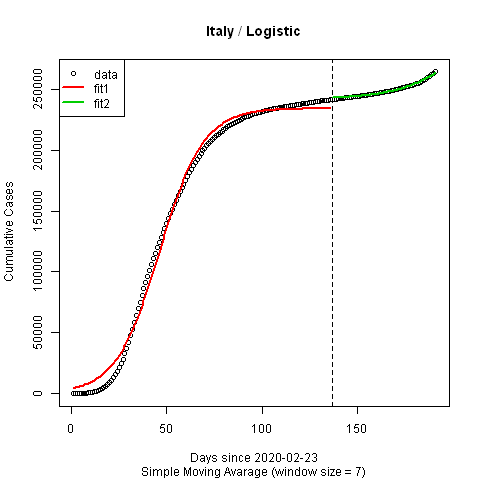 Italy / Logistic
data
fit1
fit2
Cumulative Cases
250000
200000
150000
100000
50000
0
0 50 100 150
Days since 2020-02-23
Simple Moving Avarage (window size = 7)